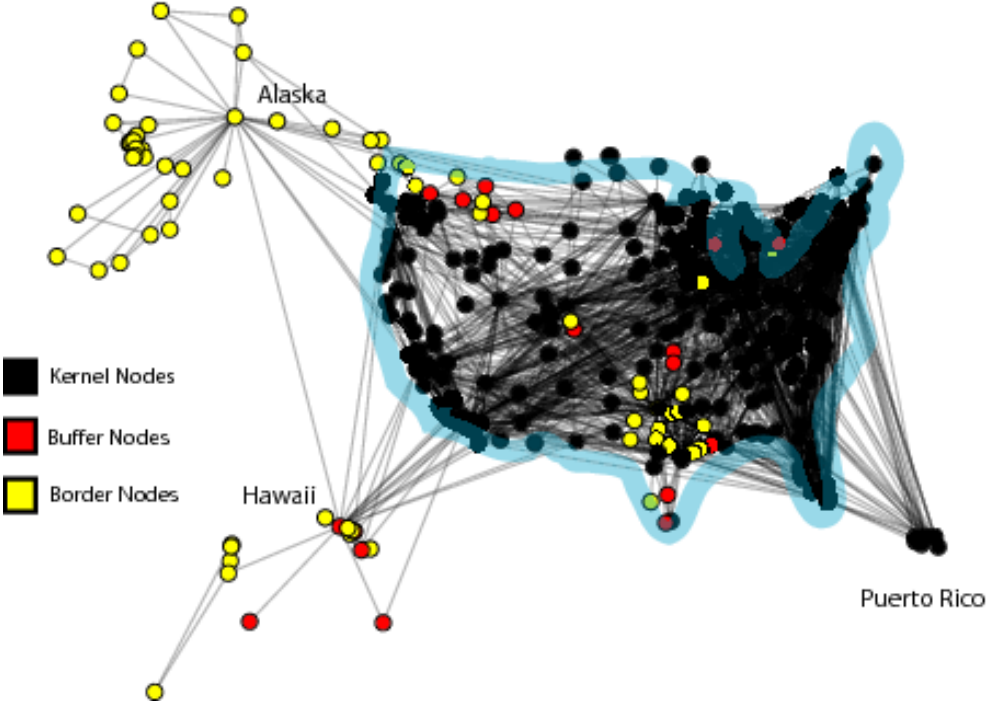 Alaska
Kernel Nodes
Buffer Nodes
Border Nodes
Hawaii
Puerto Rico